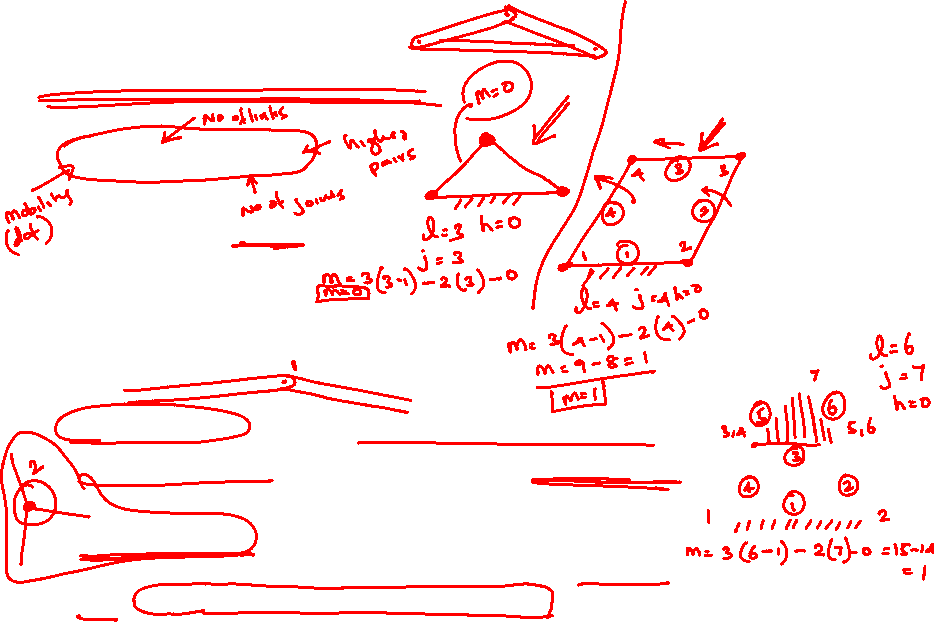 m=0
No of links
higher
pairs
mobility
(dof)
No of joints
l=3 h=0
j=3
m=3(3-1)-2(3)-0
m=0
4
3
3
4
2
1
1
2
l=4 j=4 h=0
m=3(4-1)-2(4)-0
m=9-8=1
m=1
1
2
l=6
j=7
h=0
7
5
6
3,4
5,6
3
4
2
1
1
2
m=3(6-1)-2(7)-0=15-14
=1